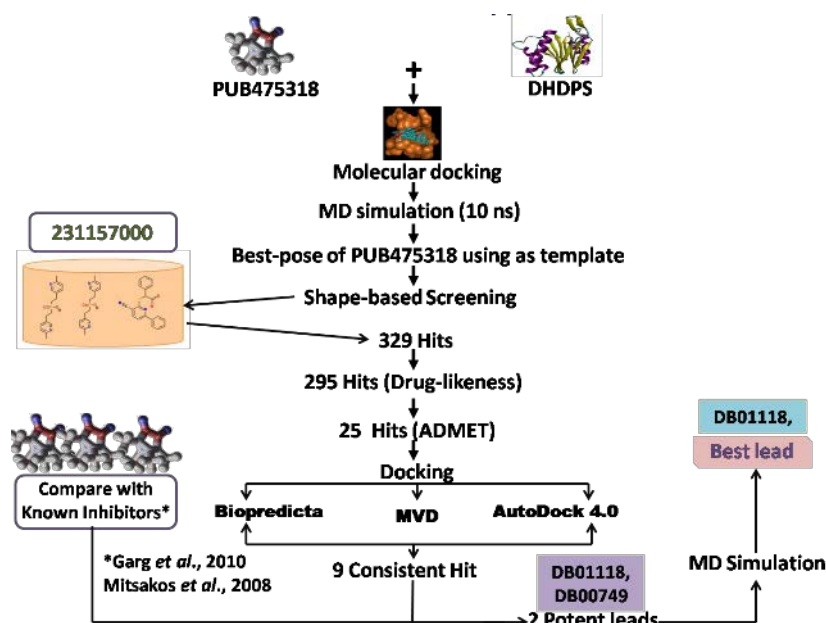 PUB475318
+
DHDPS
Molecular docking
MD simulation (10 ns)
231157000
Best-pose of PUB475318 using as template
Shape-based Screening
329 Hits
295 Hits (Drug-likeness)
25 Hits (ADMET)
Docking
Biopredicta
MVD
AutoDock 4.0
Compare with
Known Inhibitors*
*Garg et al., 2010
Mitsakos et al., 2008
9 Consistent Hit
DB01118,
DB00749
2 Potent leads
MD Simulation
DB01118,
Best lead